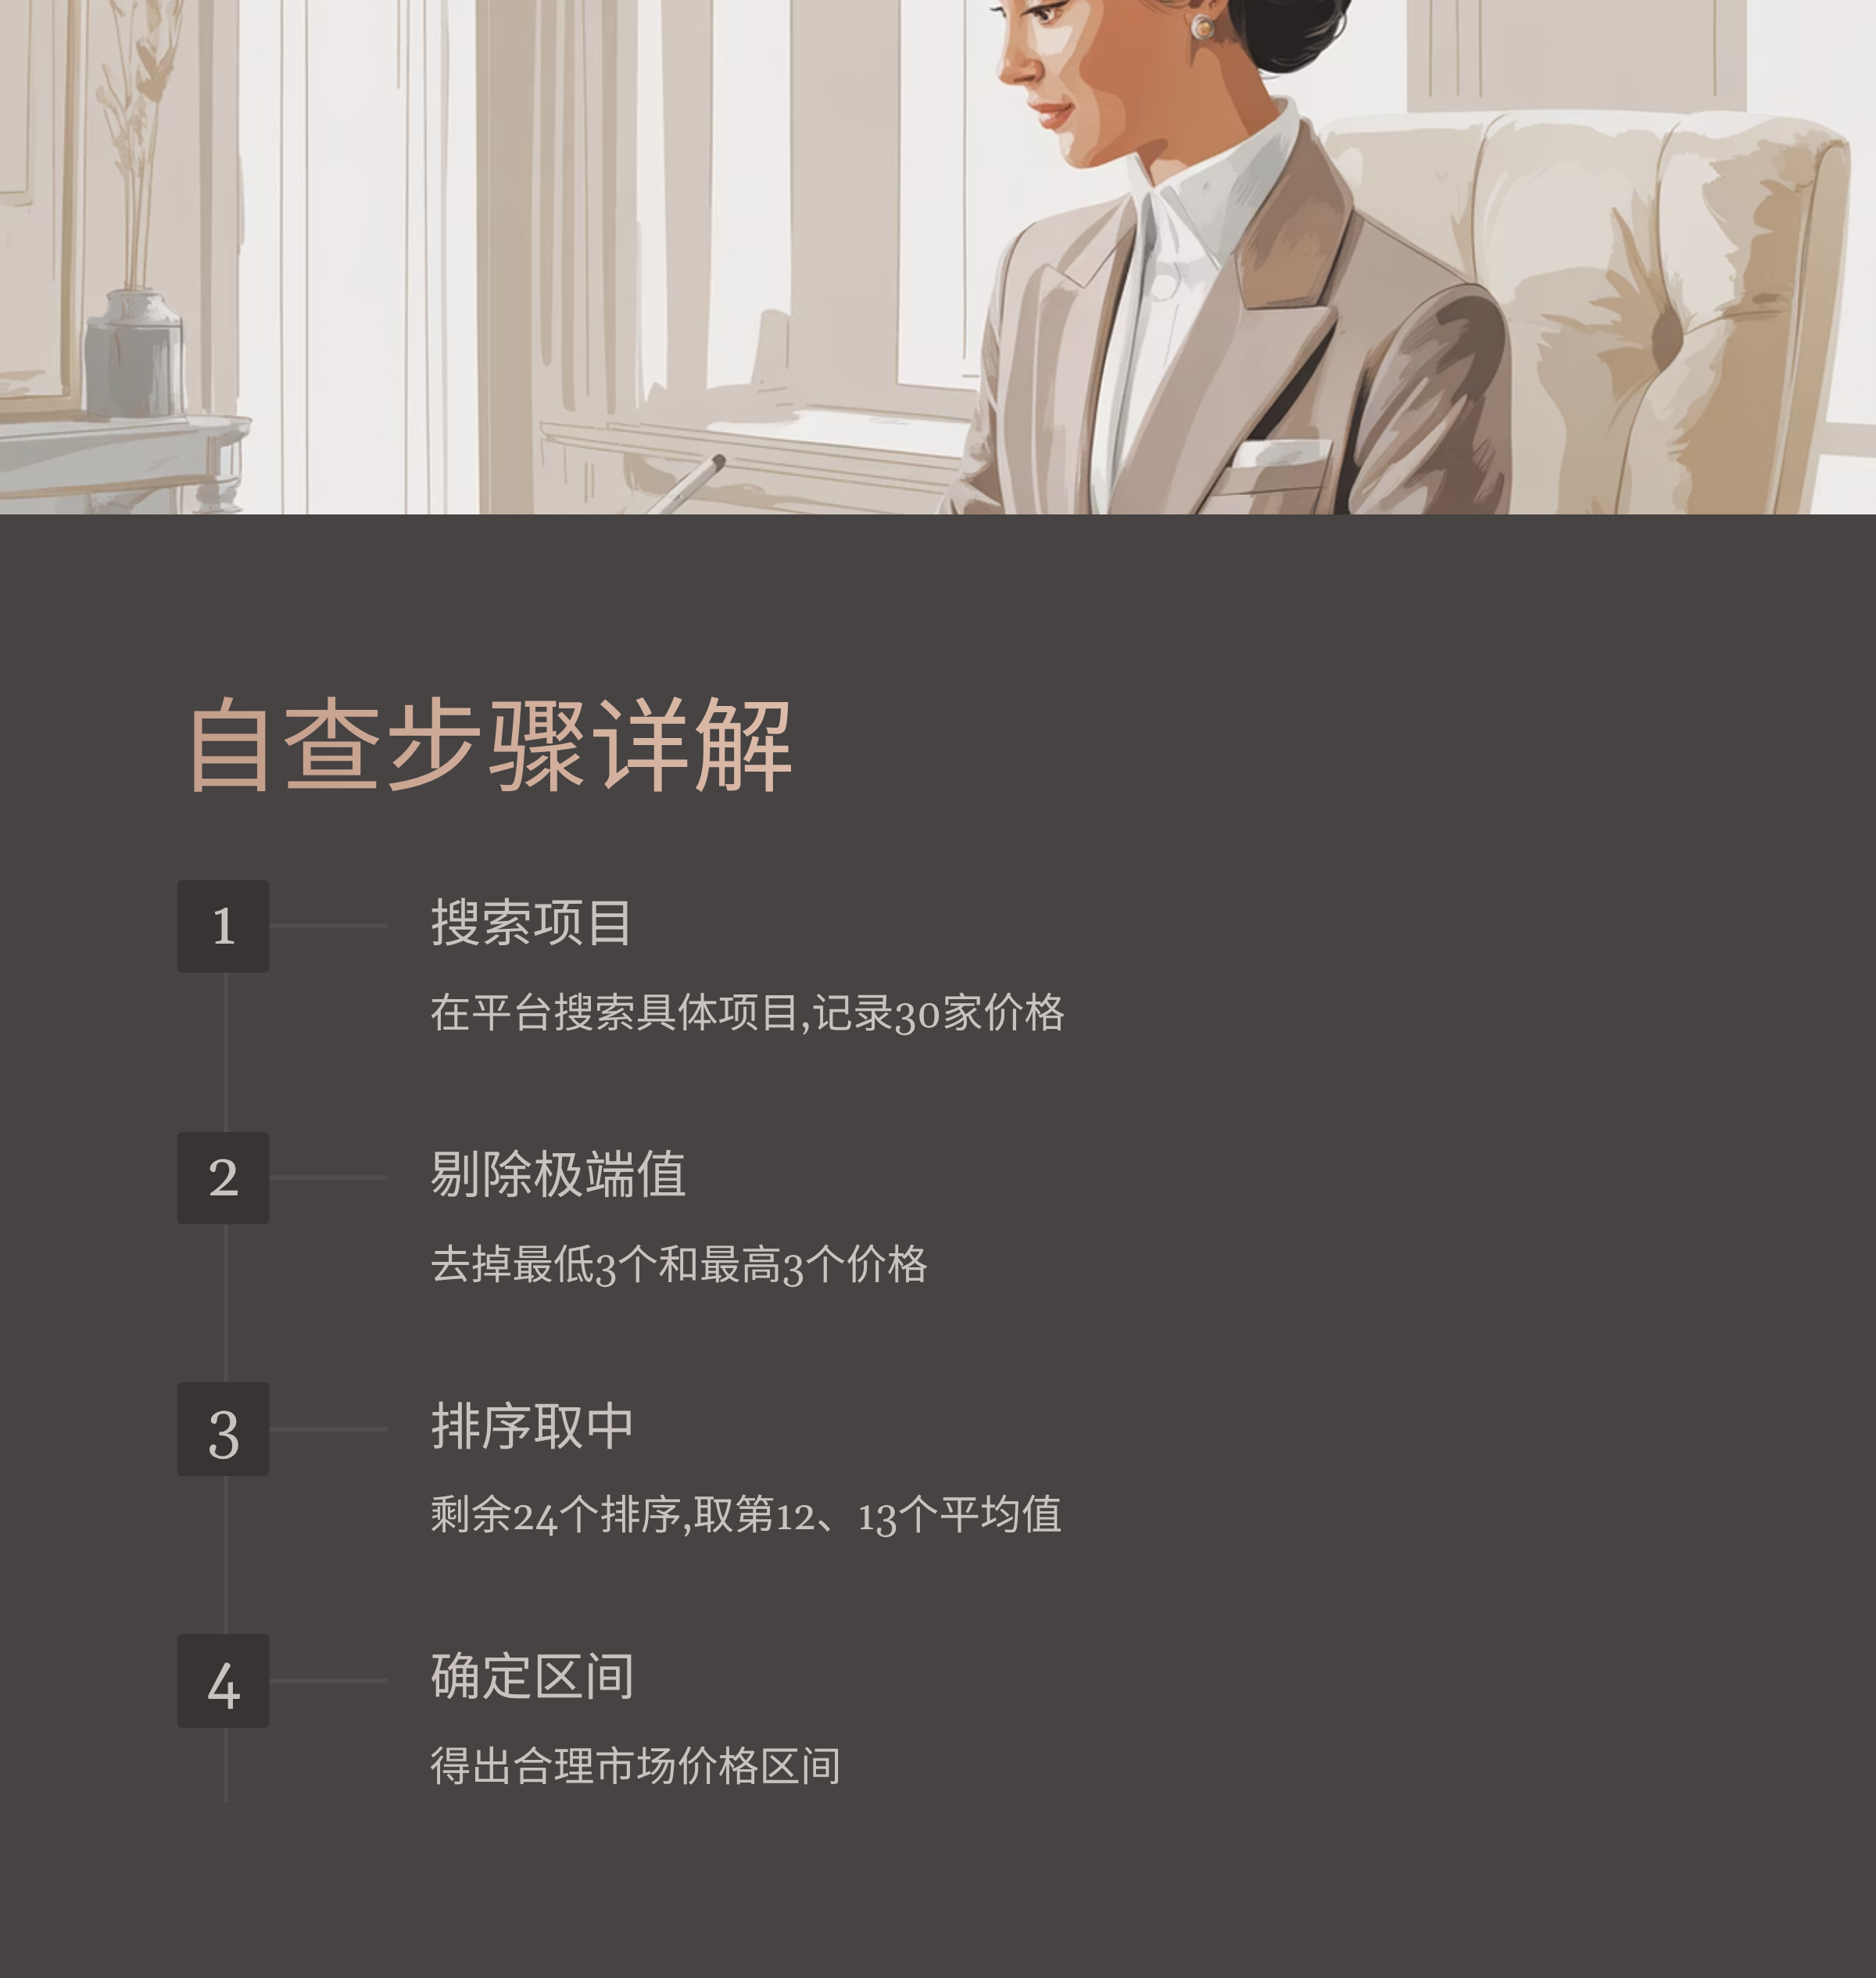 自查步骤详解
1
搜索项目
在平台搜索具体项目,记录30家价格
2
剔除极端值
去掉最低3个和最高3个价格
3
排序取中
剩余24个排序,取第12、13个平均值
4
确定区间
得出合理市场价格区间